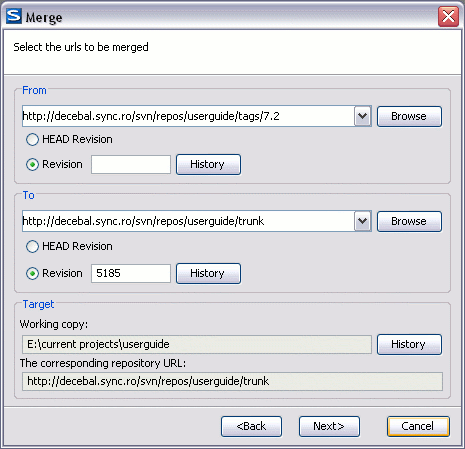 S Merge
Select the urls to be merged
From
http://decebal.sync.ro/svn/repos/userguide/tags/7.2 Browse
HEAD Revision
Revision History
To
http://decebal.sync.ro/svn/repos/userguide/trunk Browse
HEAD Revision
Revision 5185 History
Target
Working copy:
E:\current projects\userguide History
The corresponding repository URL:
http://decebal.sync.ro/svn/repos/userguide/trunk
<Back Next> Cancel